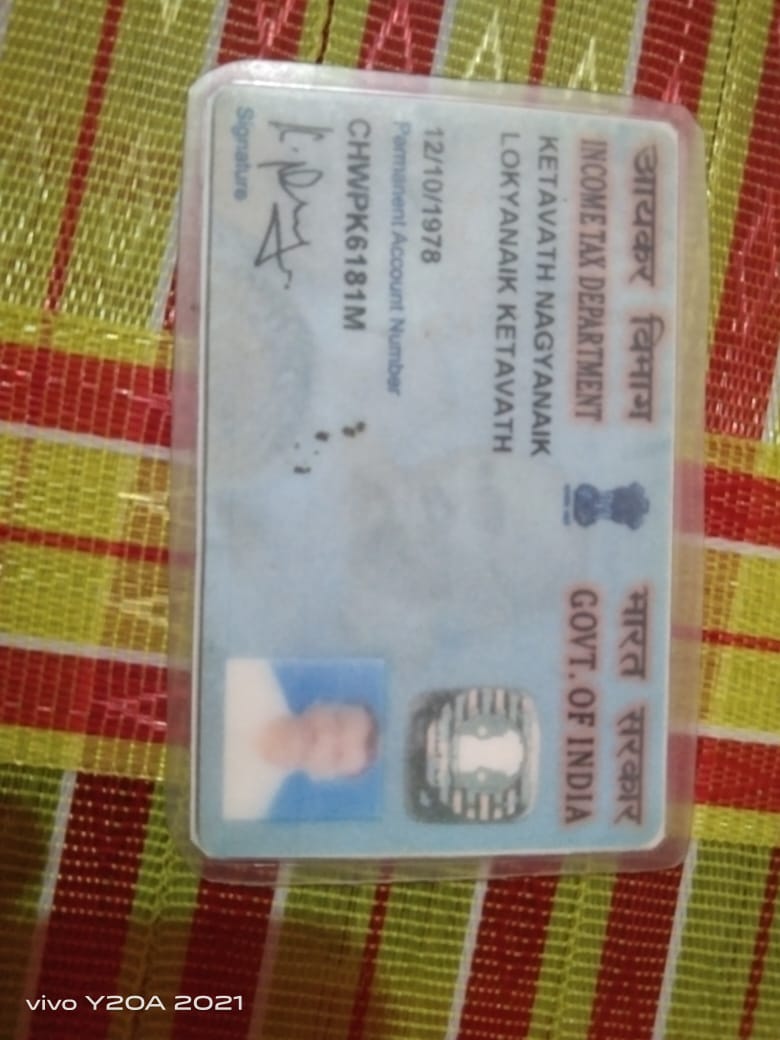 आयकर विभाग
INCOME TAX DEPARTMENT
भारत सरकार
GOVT. OF INDIA
KETAVATH NAGYANAIK
LOKYANAIK KETAVATH
12/10/1978
Permanent Account Number
CHWPK6181M
Signature
vivo Y20A 2021